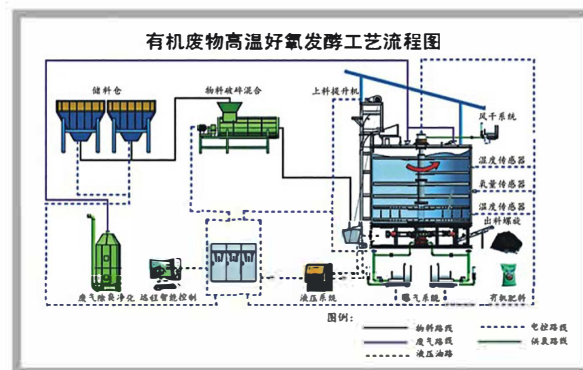 有机废物高温好氧发酵工艺流程图
储料仓
物料破碎混合
上料提升机
风干系统
温度传感器
氧量传感器
温度传感器
出料螺旋
废气除臭净化
远程智能控制
液压系统
曝气系统
有机肥料
图例：
物料路线
电控路线
废气路线
供氧路线
液压油路